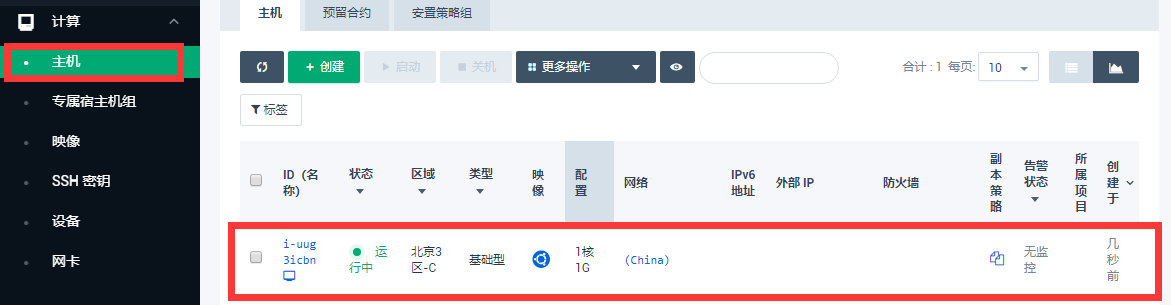 计算
主机
专属宿主机组
映像
SSH 密钥
设备
网卡
主机 预留合约 安置策略组
+ 创建 启动 关机 更多操作 合计 : 1 每页: 10
标签
ID（名称） 状态 区域 类型 映像 配置 网络 IPv6 地址 外部 IP 防火墙 副本策略 告警状态 所属项目 创建于
i-uug3icbn 运行中 北京3区-C 基础型 1核1G (China) 无监控 几秒前